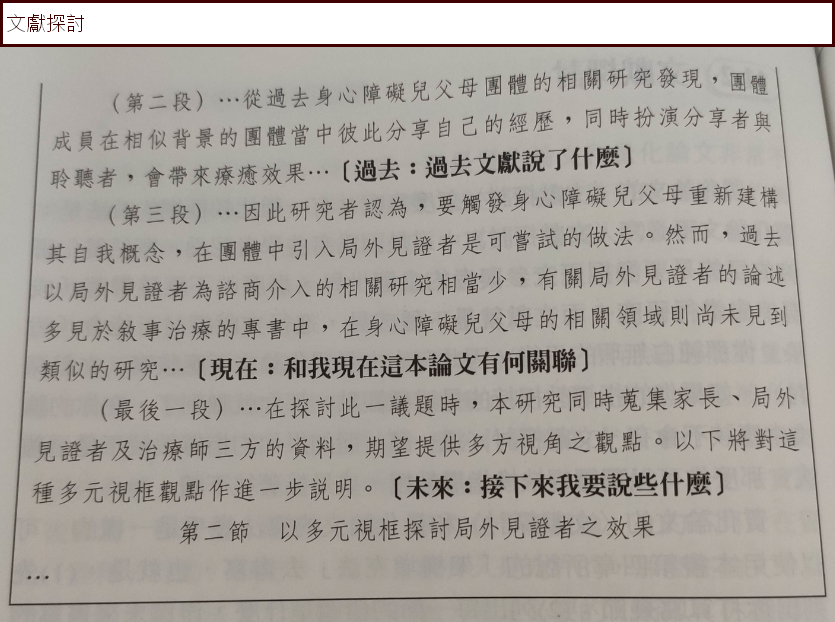 文獻探討
(第二段)…從過去身心障礙兒父母團體的相關研究發現，團體
成員在相似背景的團體當中彼此分享自己的經歷，同時扮演分享者與
聆聽者，會帶來療癒效果…〔過去：過去文獻說了什麼〕
(第三段)…因此研究者認為，要觸發身心障礙兒父母重新建構
其自我概念，在團體中引入局外見證者是可嘗試的做法。然而，過去
以局外見證者為諮商介入的相關研究相當少，有關局外見證者的論述
多見於敘事治療的專書中，在身心障礙兒父母的相關領域則尚未見到
類似的研究…〔現在：和我現在這本論文有何關聯〕
(最後一段)…在探討此一議題時，本研究同時蒐集家長、局外
見證者及治療師三方的資料，期望提供多方視角之觀點。以下將對這
種多元視框觀點作進一步說明。〔未來：接下來我要說些什麼〕
第二節　以多元視框探討局外見證者之效果
…